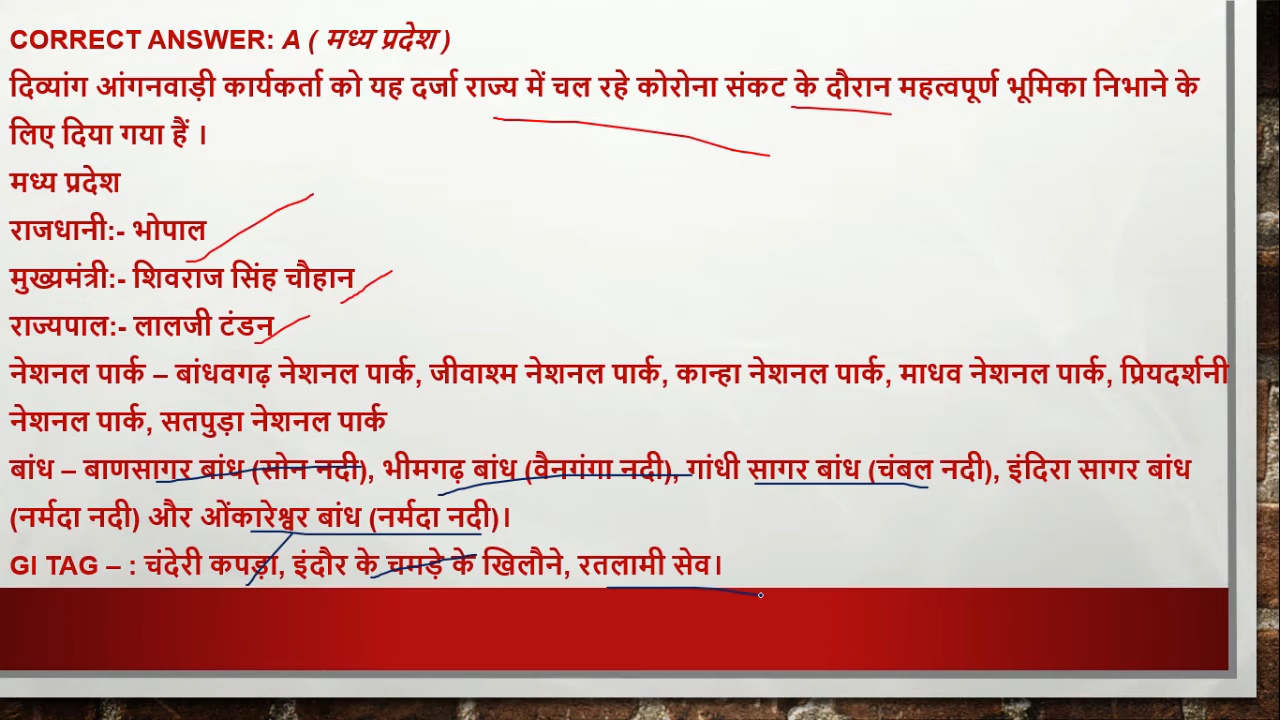 CORRECT ANSWER: A ( मध्य प्रदेश )
दिव्यांग आंगनवाड़ी कार्यकर्ता को यह दर्जा राज्य में चल रहे कोरोना संकट के दौरान महत्वपूर्ण भूमिका निभाने के
लिए दिया गया हैं ।
मध्य प्रदेश
राजधानी:- भोपाल
मुख्यमंत्री:- शिवराज सिंह चौहान
राज्यपाल:- लालजी टंडन
नेशनल पार्क – बांधवगढ़ नेशनल पार्क, जीवाश्म नेशनल पार्क, कान्हा नेशनल पार्क, माधव नेशनल पार्क, प्रियदर्शनी
नेशनल पार्क, सतपुड़ा नेशनल पार्क
बांध – बाणसागर बांध (सोन नदी), भीमगढ़ बांध (वैनगंगा नदी), गांधी सागर बांध (चंबल नदी), इंदिरा सागर बांध
(नर्मदा नदी) और ओंकारेश्वर बांध (नर्मदा नदी)।
GI TAG – : चंदेरी कपड़ा, इंदौर के चमड़े के खिलौने, रतलामी सेव।